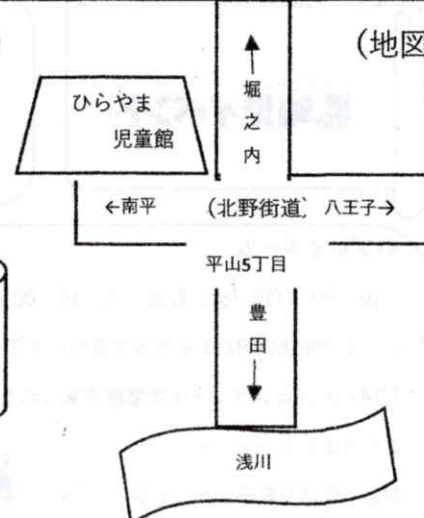 (地図
堀之内
ひらやま
児童館
←南平 (北野街道) 八王子→
平山5丁目
豊田
浅川